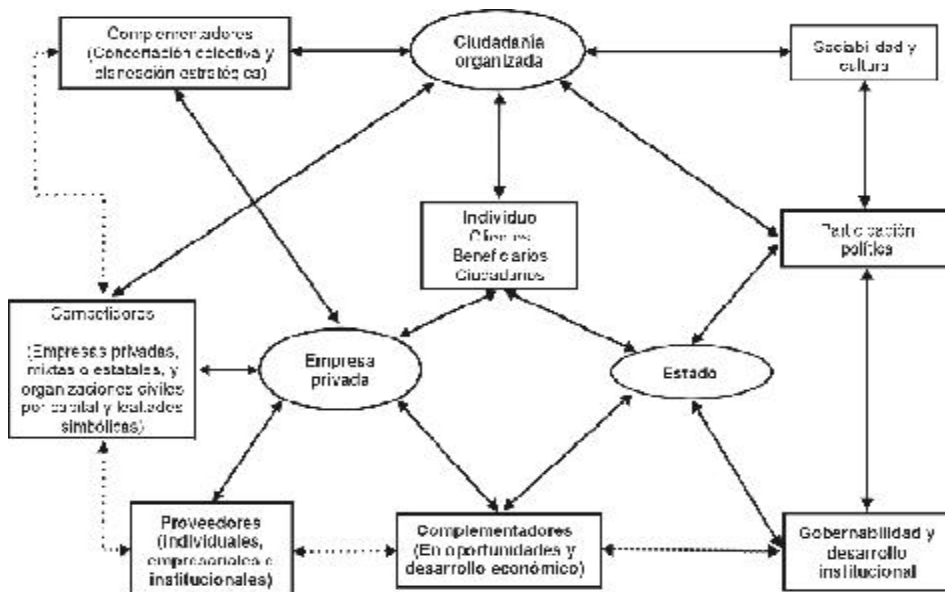 Complementadores
(Concertación colectiva y
planeación estratégica)
Ciudadanía
organizada
Sociabilidad y
cultura
Individuo
Clientes
Beneficiarios
Ciudadanos
Participación
política
Competidores
(Empresas privadas,
mixtas o estatales, y
organizaciones civiles
por capital y lealtades
simbólicas)
Empresa
privada
Estado
Proveedores
(Individuales,
empresariales e
institucionales)
Complementadores
(En oportunidades y
desarrollo económico)
Gobernabilidad y
desarrollo
institucional